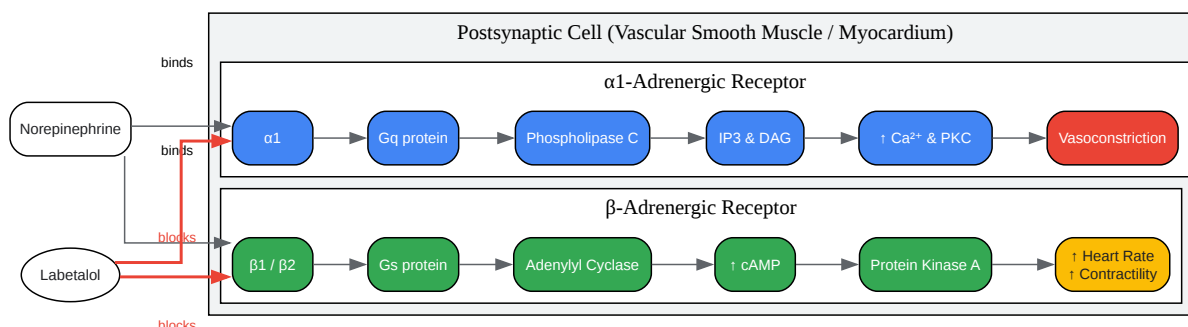 Postsynaptic Cell (Vascular Smooth Muscle / Myocardium)
binds
α1-Adrenergic Receptor
Norepinephrine
α1
Gq protein
Phospholipase C
IP3 & DAG
↑ Ca²⁺ & PKC
Vasoconstriction
binds
β-Adrenergic Receptor
blocks
Labetalol
β1 / β2
Gs protein
Adenylyl Cyclase
↑ cAMP
Protein Kinase A
↑ Heart Rate
↑ Contractility
blocks